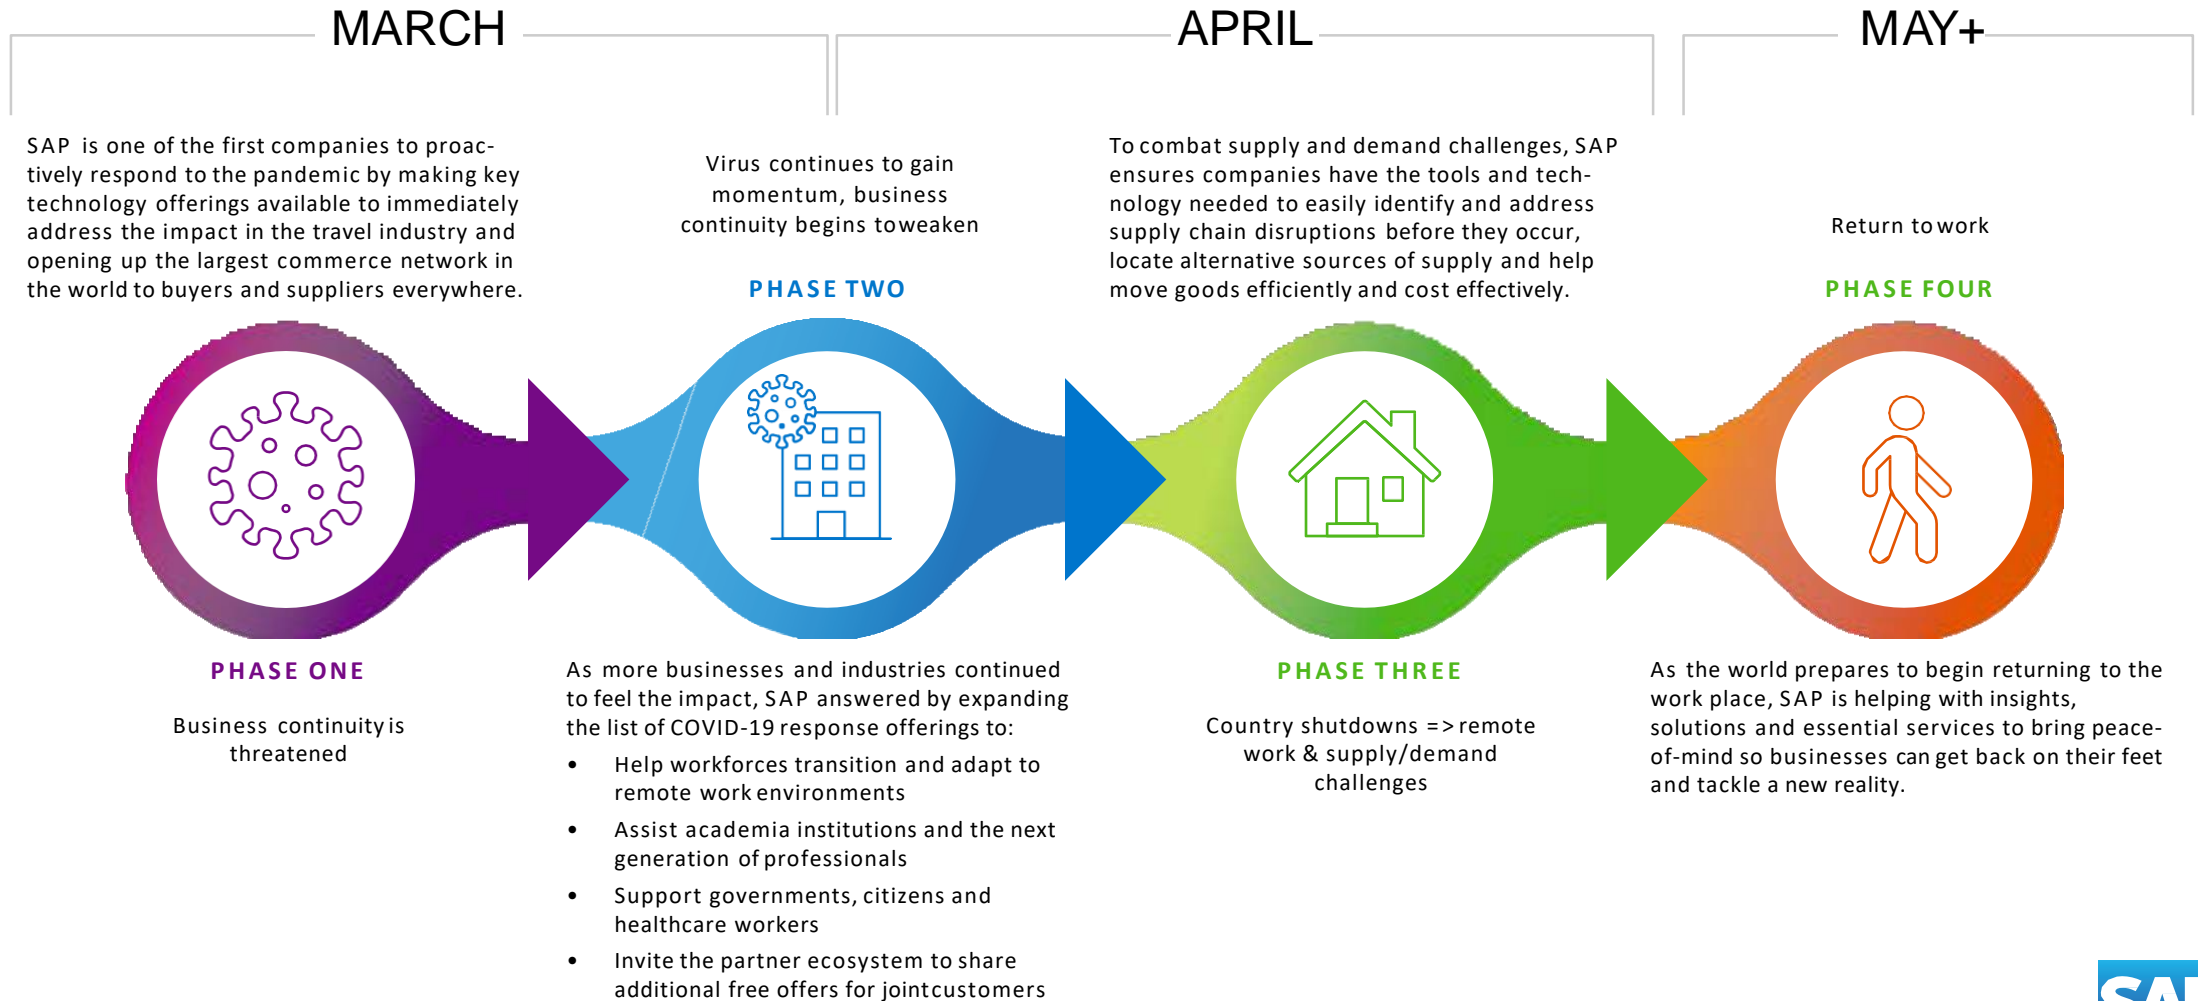 MARCH
APRIL
MAY+
SAP is one of the first companies to proac-
tively respond to the pandemic by making key
technology offerings available to immediately
address the impact in the travel industry and
opening up the largest commerce network in
the world to buyers and suppliers everywhere.
PHASE ONE
Business continuity is
threatened
Virus continues to gain
momentum, business
continuity begins toweaken
PHASE TWO
As more businesses and industries continued
to feel the impact, SAP answered by expanding
the list of COVID-19 response offerings to:
• Help workforces transition and adapt to
remote work environments
• Assist academia institutions and the next
generation of professionals
• Support governments, citizens and
healthcare workers
• Invite the partner ecosystem to share
additional free offers for jointcustomers
To combat supply and demand challenges, SAP
ensures companies have the tools and tech-
nology needed to easily identify and address
supply chain disruptions before they occur,
locate alternative sources of supply and help
move goods efficiently and cost effectively.
PHASE THREE
Country shutdowns => remote
work & supply/demand
challenges
Return to work
PHASE FOUR
As the world prepares to begin returning to the
work place, SAP is helping with insights,
solutions and essential services to bring peace-
of-mind so businesses can get back on their feet
and tackle a new reality.
SAP